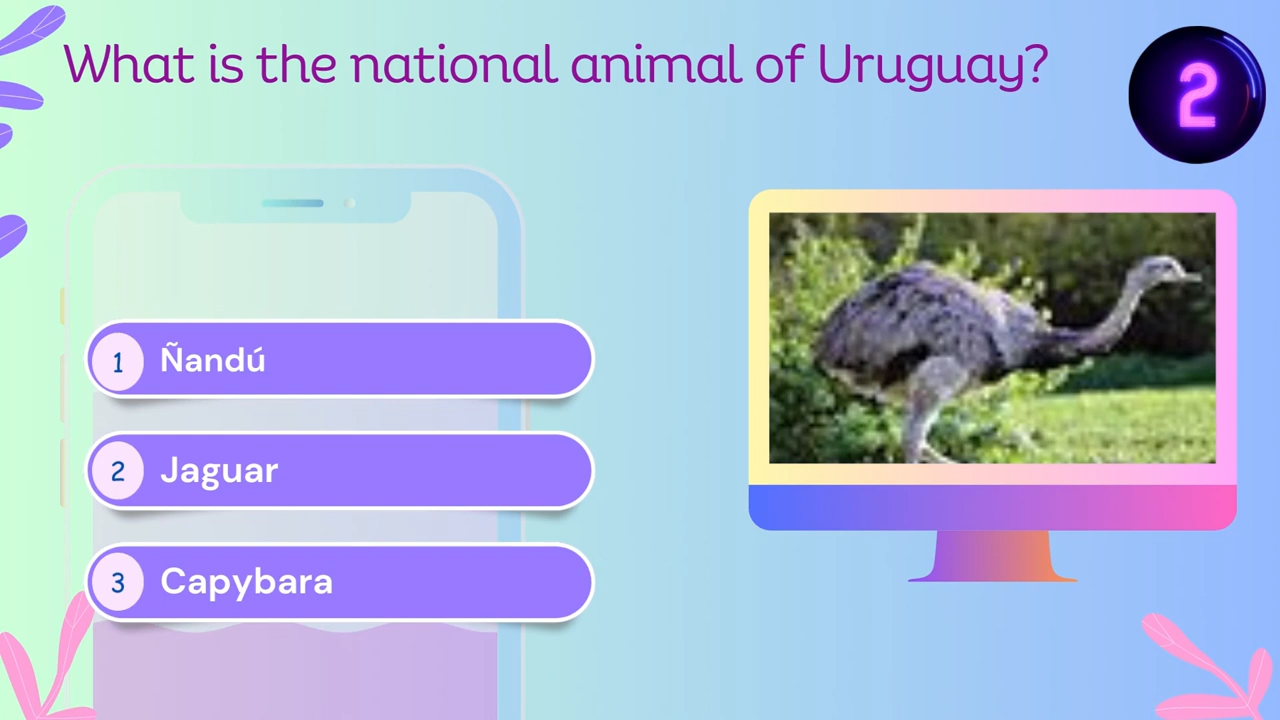 What is the national animal of Uruguay?
2
1 Ñandú
2 Jaguar
3 Capybara